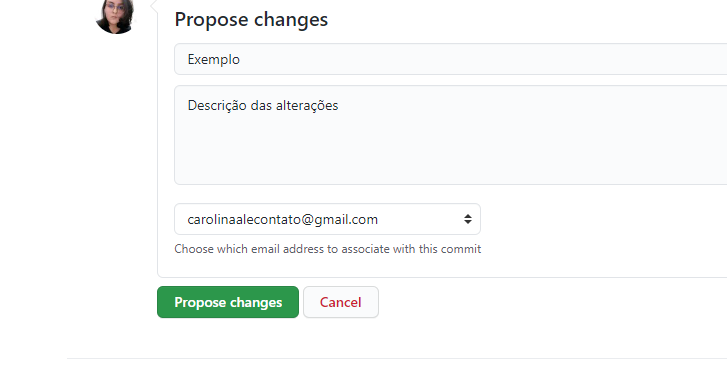 Propose changes
Exemplo
Descrição das alterações
carolinaalecontato@gmail.com
Choose which email address to associate with this commit
Propose changes
Cancel